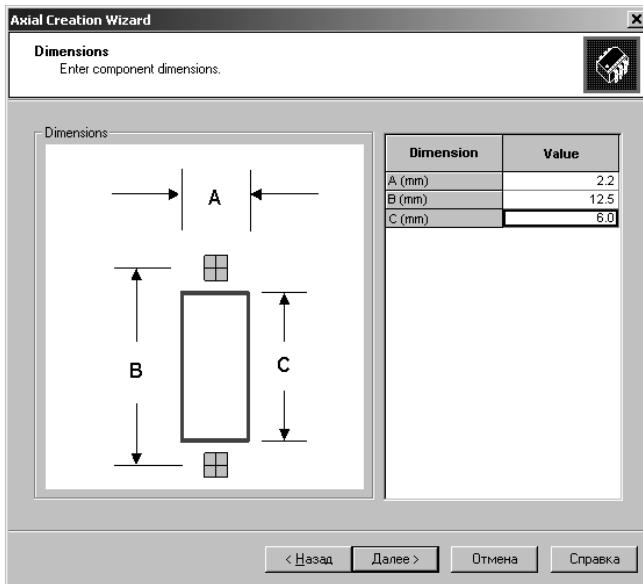 Axial Creation Wizard
Dimensions
Enter component dimensions.
Dimensions
A
B
C
Dimension Value
A (mm) 2.2
B (mm) 12.5
C (mm) 6.0
< Назад Далее > Отмена Справка